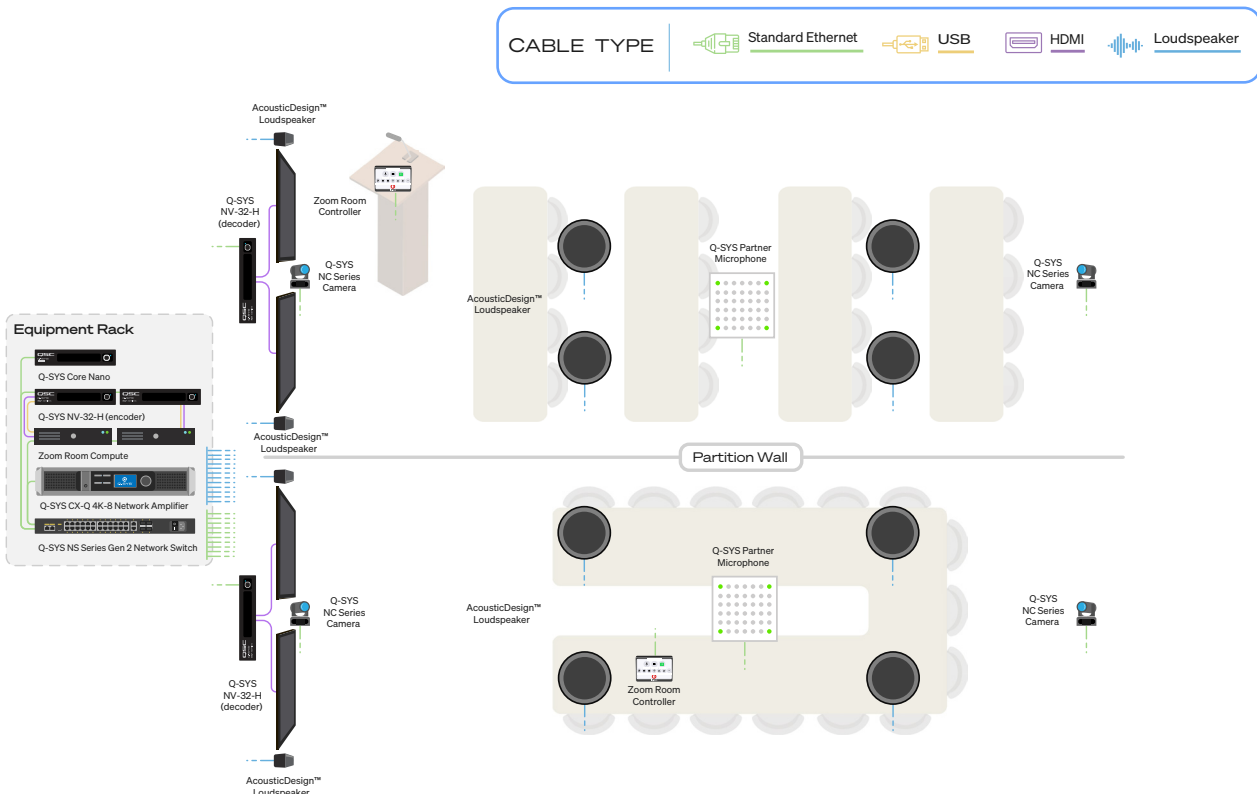 CABLE TYPE
Standard Ethernet
USB
HDMI
Loudspeaker
AcousticDesign™
Loudspeaker
Q-SYS
NV-32-H
(decoder)
Zoom Room
Controller
Q-SYS
NC Series
Camera
AcousticDesign™
Loudspeaker
Q-SYS Partner
Microphone
Q-SYS
NC Series
Camera
AcousticDesign™
Loudspeaker
Equipment Rack
QSC
Q-SYS Core Nano
QSC
QSC
Q-SYS NV-32-H (encoder)
Zoom Room Compute
Q-SYS CX-Q 4K-8 Network Amplifier
Q-SYS NS Series Gen 2 Network Switch
Partition Wall
Q-SYS
NC Series
Camera
Q-SYS
NV-32-H
(decoder)
AcousticDesign™
Loudspeaker
AcousticDesign™
Loudspeaker
Q-SYS Partner
Microphone
Zoom Room
Controller
Q-SYS
NC Series
Camera